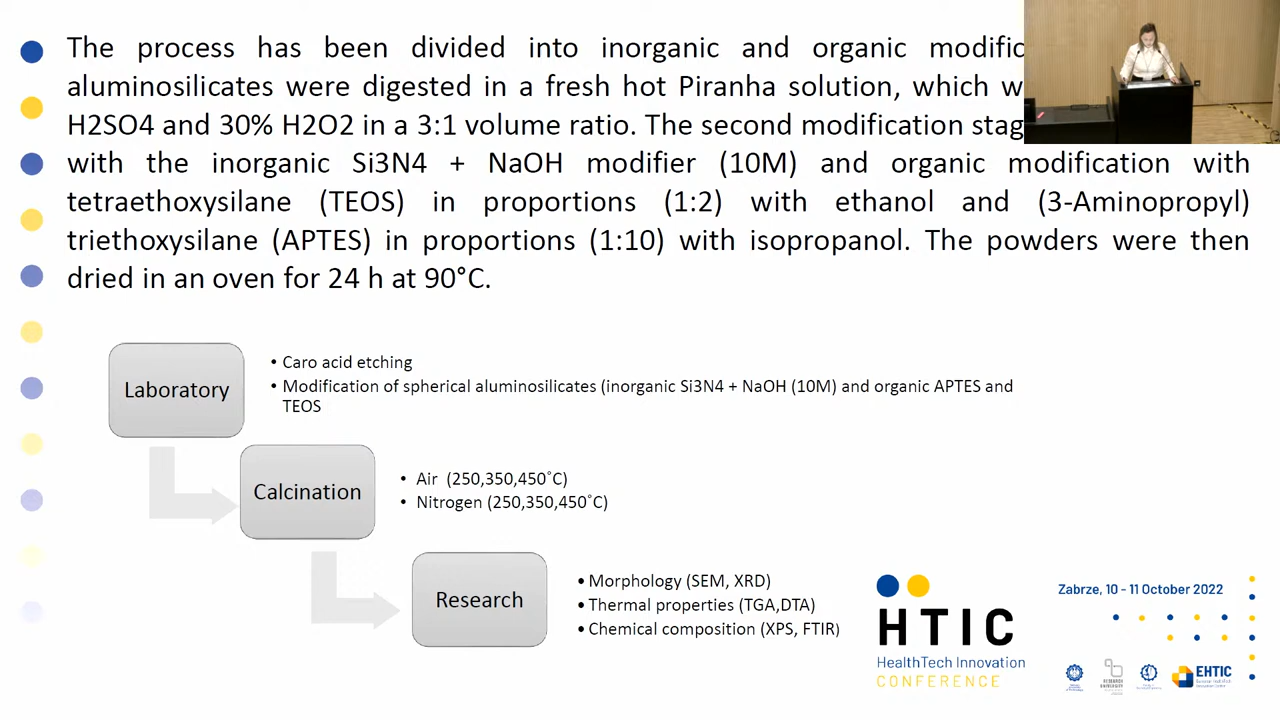 The process has been divided into inorganic and organic modific
aluminosilicates were digested in a fresh hot Piranha solution, which w
H2SO4 and 30% H2O2 in a 3:1 volume ratio. The second modification stag
with the inorganic Si3N4 + NaOH modifier (10M) and organic modification with
tetraethoxysilane (TEOS) in proportions (1:2) with ethanol and (3-Aminopropyl)
triethoxysilane (APTES) in proportions (1:10) with isopropanol. The powders were then
dried in an oven for 24 h at 90°C.
Laboratory
• Caro acid etching
• Modification of spherical aluminosilicates (inorganic Si3N4 + NaOH (10M) and organic APTES and
TEOS
Calcination
• Air (250,350,450˚C)
• Nitrogen (250,350,450˚C)
Research
• Morphology (SEM, XRD)
• Thermal properties (TGA,DTA)
• Chemical composition (XPS, FTIR)
HTIC
HealthTech Innovation
CONFERENCE
Zabrze, 10 - 11 October 2022
EHTIC